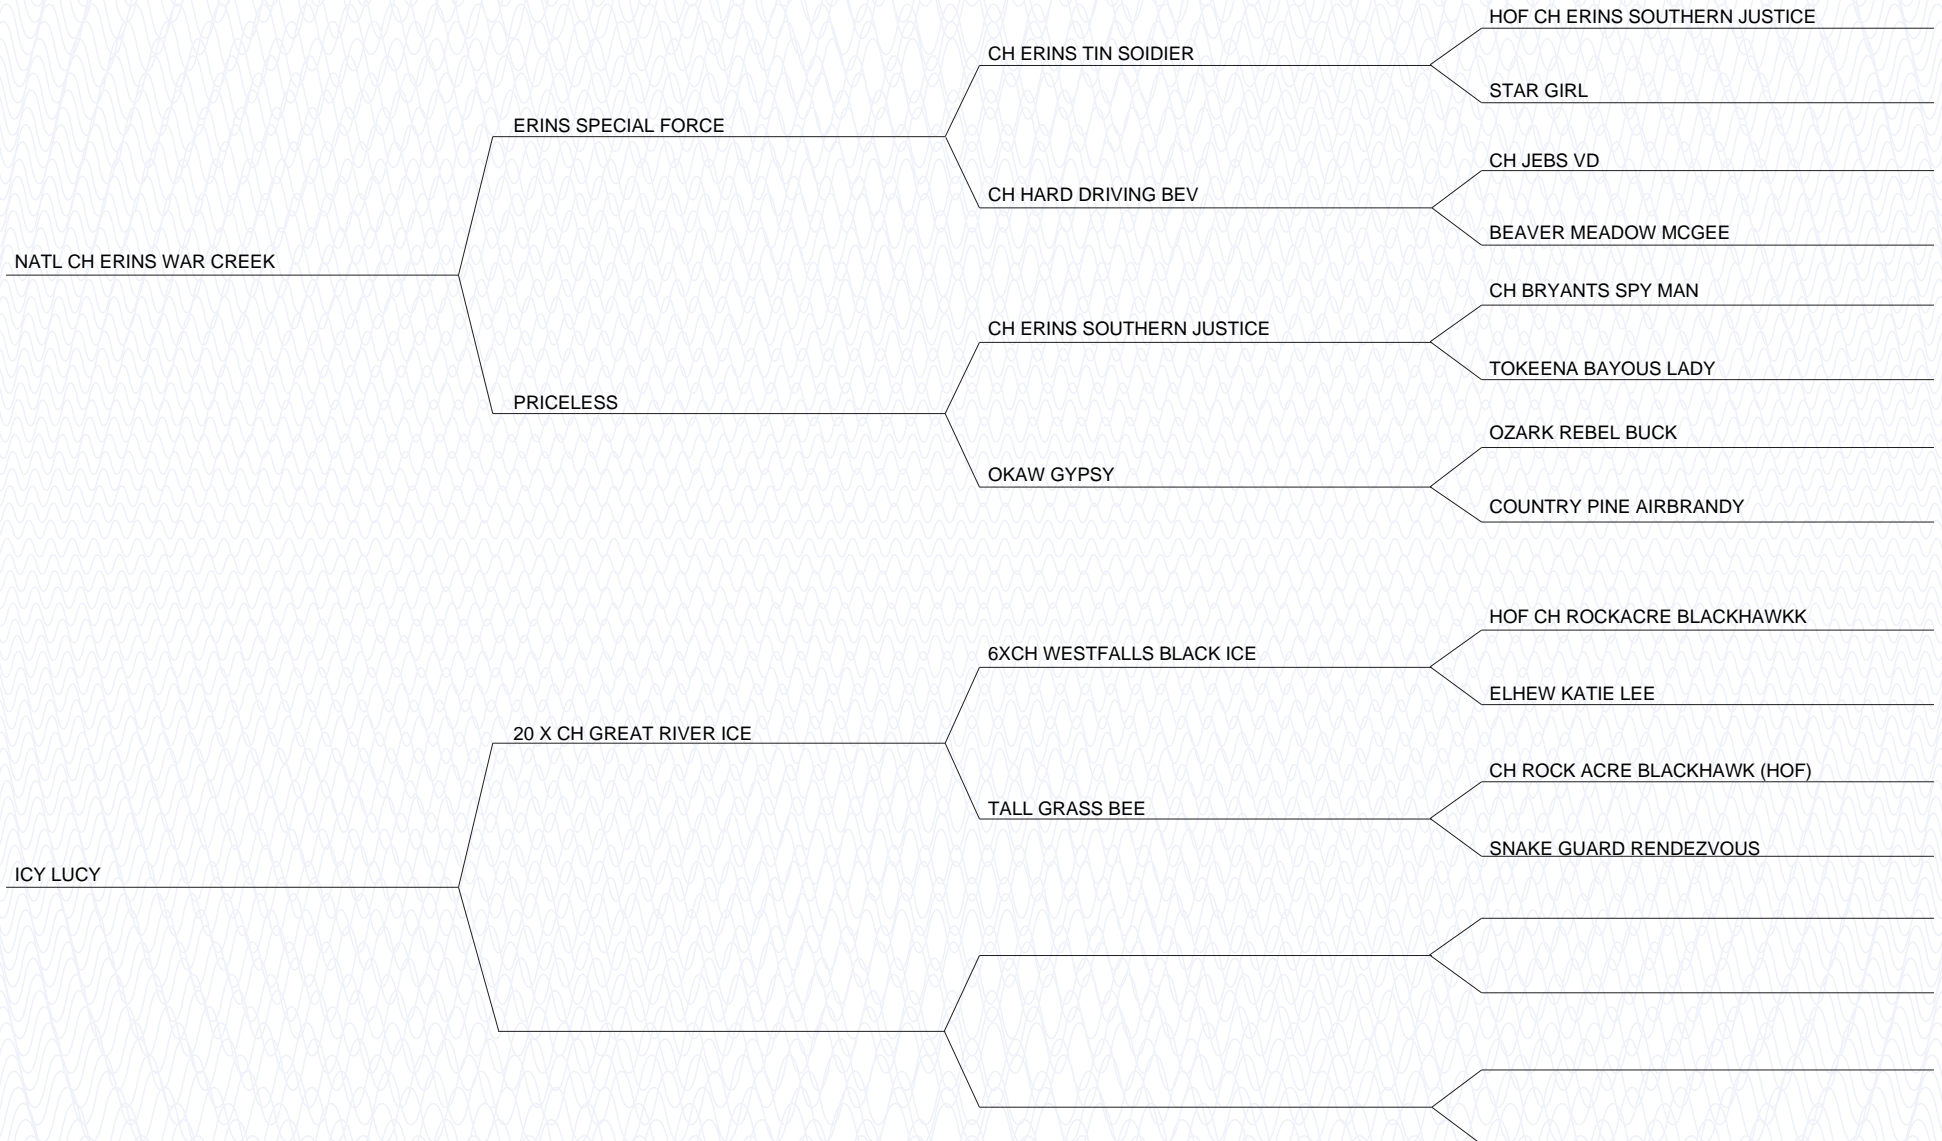 HOF CH ERINS SOUTHERN JUSTICE
CH ERINS TIN SOIDIER
STAR GIRL
ERINS SPECIAL FORCE
CH JEBS VD
CH HARD DRIVING BEV
BEAVER MEADOW MCGEE
NATL CH ERINS WAR CREEK
CH BRYANTS SPY MAN
CH ERINS SOUTHERN JUSTICE
TOKEENA BAYOUS LADY
PRICELESS
OZARK REBEL BUCK
OKAW GYPSY
COUNTRY PINE AIRBRANDY
HOF CH ROCKACRE BLACKHAWKK
6XCH WESTFALLS BLACK ICE
ELHEW KATIE LEE
20 X CH GREAT RIVER ICE
CH ROCK ACRE BLACKHAWK (HOF)
TALL GRASS BEE
SNAKE GUARD RENDEZVOUS
ICY LUCY